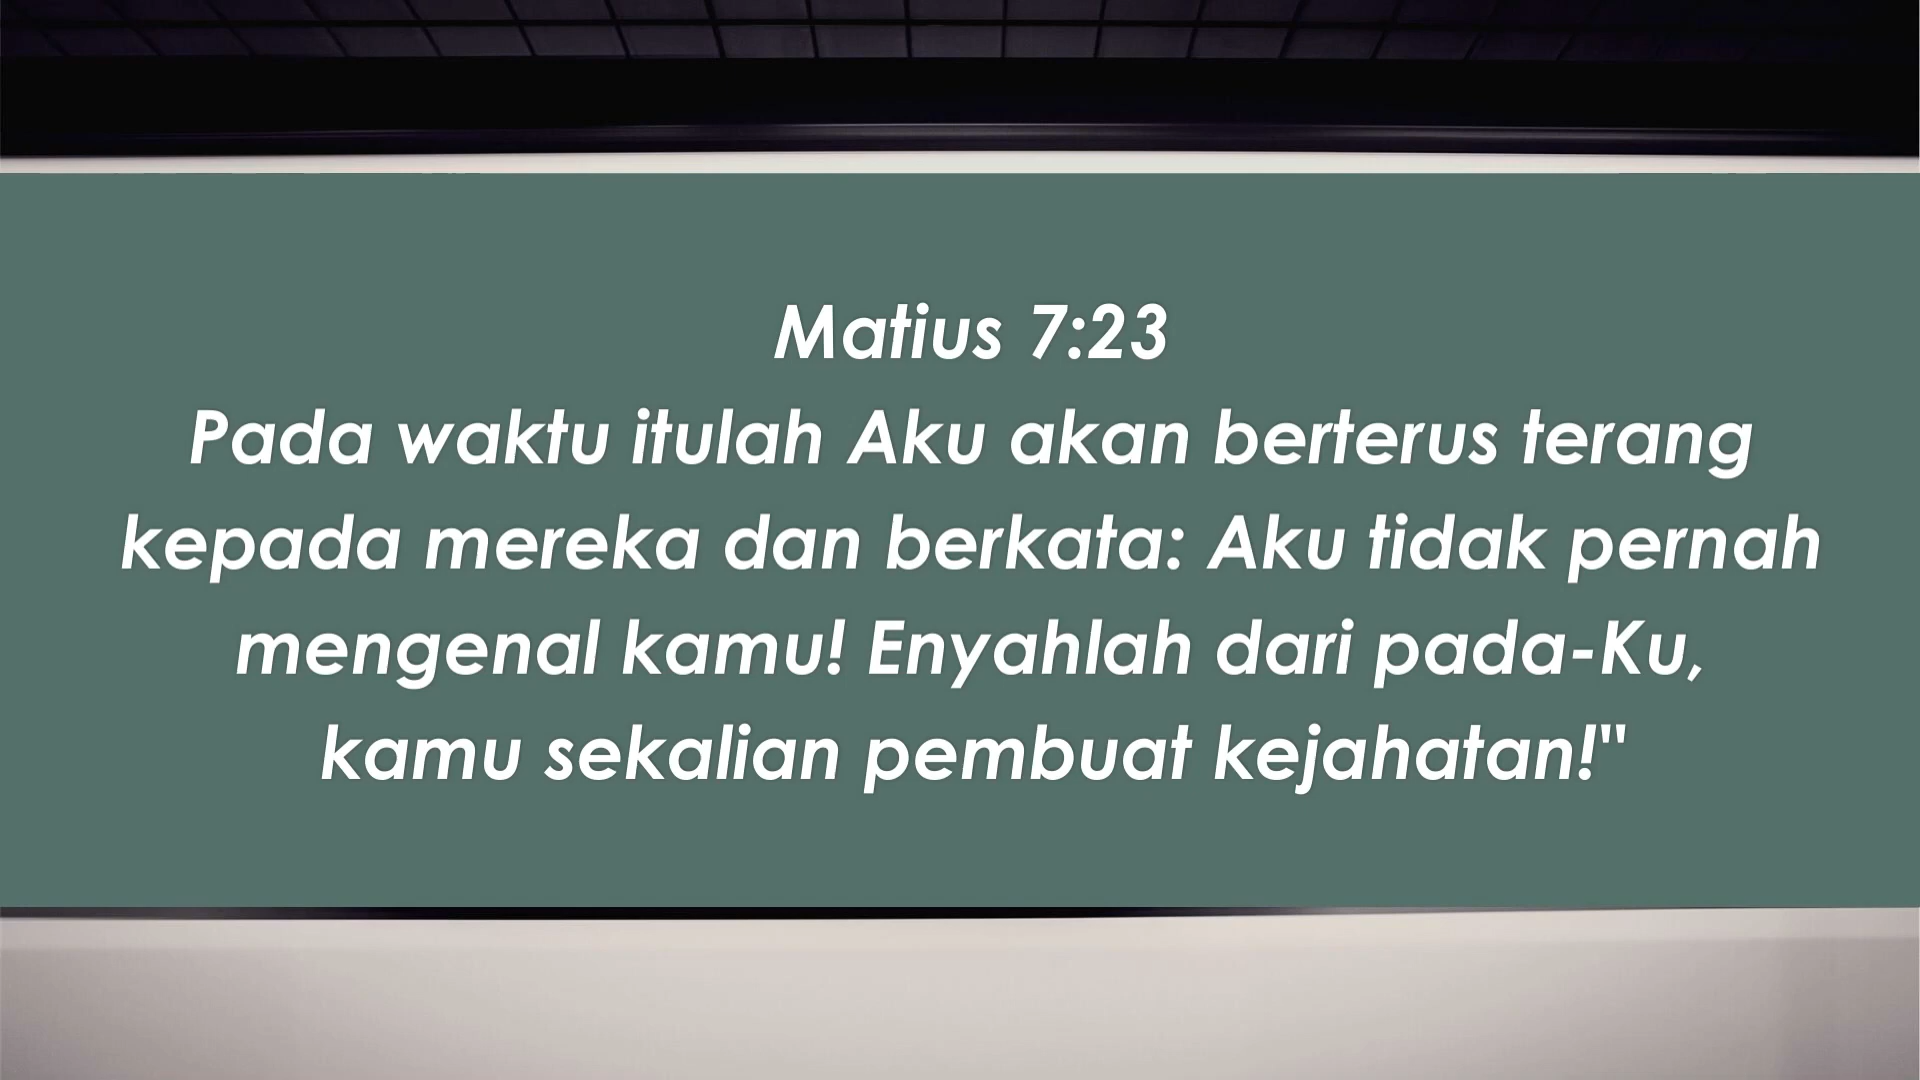 Matius 7:23
Pada waktu itulah Aku akan berterus terang
kepada mereka dan berkata: Aku tidak pernah
mengenal kamu! Enyahlah dari pada-Ku,
kamu sekalian pembuat kejahatan!"